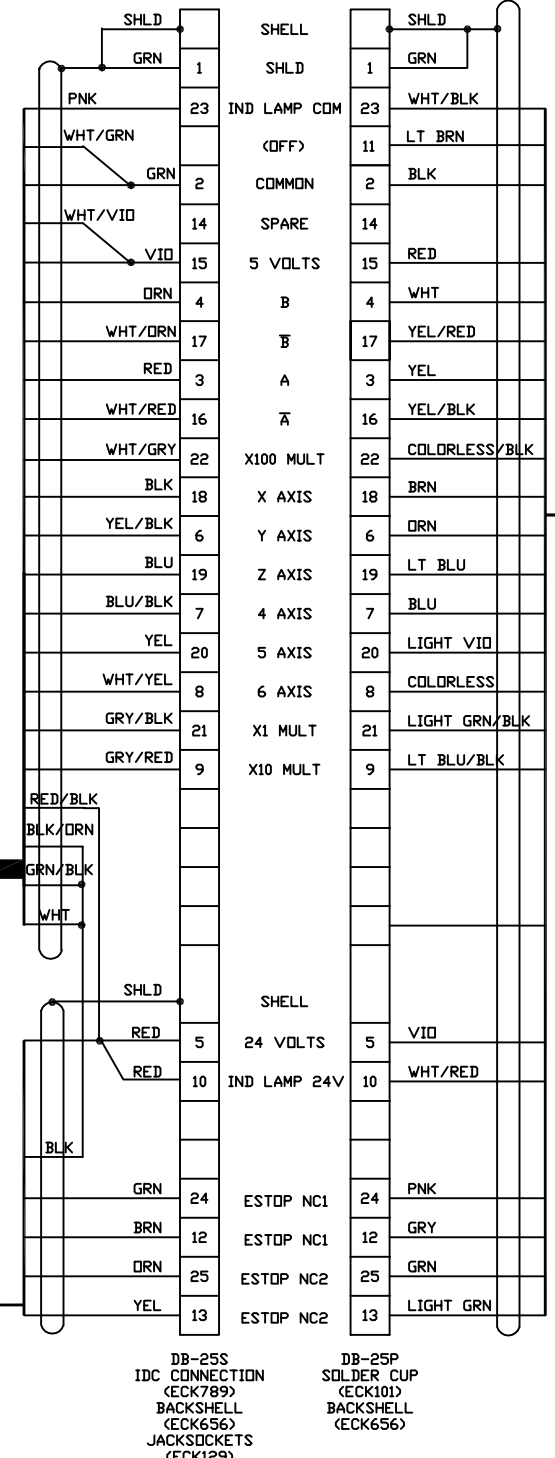 SHLD SHELL SHLD
GRN 1 SHLD 1 GRN
PNK 23 IND LAMP COM 23 WHT/BLK
WHT/GRN (OFF) 11 LT BRN
GRN 2 COMMON 2 BLK
WHT/VIO 14 SPARE 14
VIO 15 5 VOLTS 15 RED
ORN 4 B 4 WHT
WHT/ORN 17 B̅ 17 YEL/RED
RED 3 A 3 YEL
WHT/RED 16 A̅ 16 YEL/BLK
WHT/GRY 22 X100 MULT 22 COLORLESS/BLK
BLK 18 X AXIS 18 BRN
YEL/BLK 6 Y AXIS 6 ORN
BLU 19 Z AXIS 19 LT BLU
BLU/BLK 7 4 AXIS 7 BLU
YEL 20 5 AXIS 20 LIGHT VIO
WHT/YEL 8 6 AXIS 8 COLORLESS
GRY/BLK 21 X1 MULT 21 LIGHT GRN/BLK
GRY/RED 9 X10 MULT 9 LT BLU/BLK
RED/BLK
BLK/ORN
GRN/BLK
WHT
SHLD SHELL
RED 5 24 VOLTS 5 VIO
RED 10 IND LAMP 24V 10 WHT/RED
BLK
GRN 24 ESTOP NC1 24 PNK
BRN 12 ESTOP NC1 12 GRY
ORN 25 ESTOP NC2 25 GRN
YEL 13 ESTOP NC2 13 LIGHT GRN
DB-25S
IDC CONNECTION
(ECK789)
BACKSHELL
(ECK656)
JACKSOCKETS
(ECK129)
DB-25P
SOLDER CUP
(ECK101)
BACKSHELL
(ECK656)